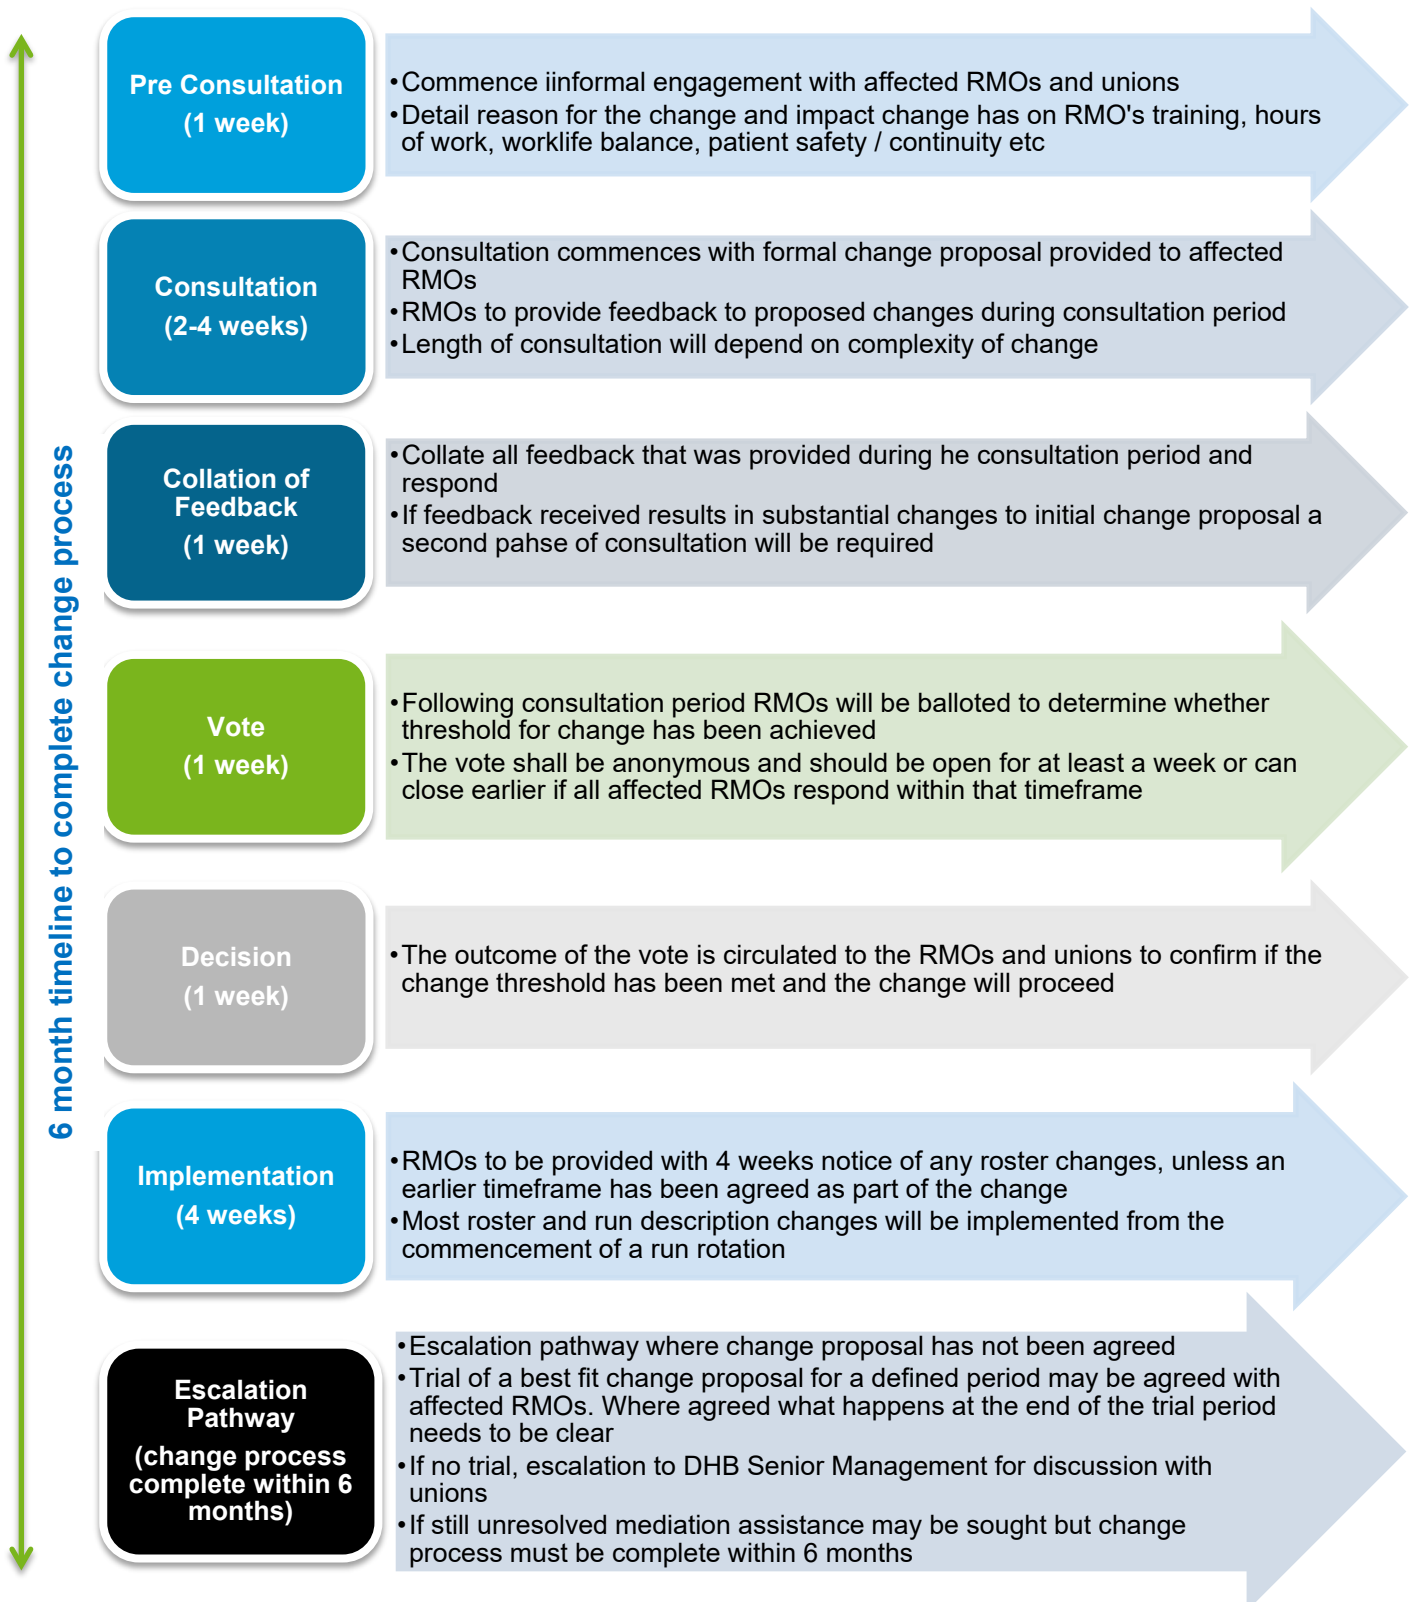 6 month timeline to complete change process
Pre Consultation
(1 week)
•Commence iinformal engagement with affected RMOs and unions
•Detail reason for the change and impact change has on RMO's training, hours
of work, worklife balance, patient safety / continuity etc
Consultation
(2-4 weeks)
•Consultation commences with formal change proposal provided to affected
RMOs
•RMOs to provide feedback to proposed changes during consultation period
•Length of consultation will depend on complexity of change
Collation of
Feedback
(1 week)
•Collate all feedback that was provided during he consultation period and
respond
•If feedback received results in substantial changes to initial change proposal a
second pahse of consultation will be required
Vote
(1 week)
•Following consultation period RMOs will be balloted to determine whether
threshold for change has been achieved
•The vote shall be anonymous and should be open for at least a week or can
close earlier if all affected RMOs respond within that timeframe
Decision
(1 week)
•The outcome of the vote is circulated to the RMOs and unions to confirm if the
change threshold has been met and the change will proceed
Implementation
(4 weeks)
•RMOs to be provided with 4 weeks notice of any roster changes, unless an
earlier timeframe has been agreed as part of the change
•Most roster and run description changes will be implemented from the
commencement of a run rotation
Escalation
Pathway
(change process
complete within 6
months)
•Escalation pathway where change proposal has not been agreed
•Trial of a best fit change proposal for a defined period may be agreed with
affected RMOs. Where agreed what happens at the end of the trial period
needs to be clear
•If no trial, escalation to DHB Senior Management for discussion with
unions
•If still unresolved mediation assistance may be sought but change
process must be complete within 6 months